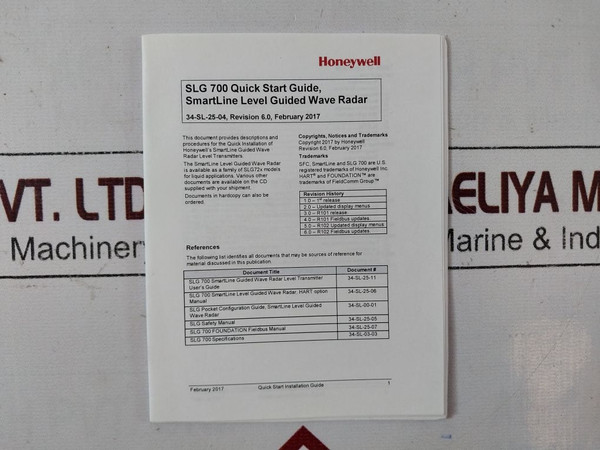 Honeywell
SLG 700 Quick Start Guide,
SmartLine Level Guided Wave Radar
34-SL-25-04, Revision 6.0, February 2017
This document provides descriptions and
procedures for the Quick Installation of
Honeywell's SmartLine Guided Wave
Radar Level Transmitters
The SmartLine Level Guided Wave Radar
is available as a family of SLG72x models
for liquid applications. Various other
documents are available on the CD
supplied with your shipment.
Documents in hardcopy can also be
ordered.
Copyrights, Notices and Trademarks
Copyright 2017 by Honeywell
Revision 6.0, February 2017
Trademarks
SFC, SmartLine and SLG 700 are U.S.
registered trademarks of Honeywell Inc.
HART® and FOUNDATION™ are
trademarks of FieldComm Group™
Revision History
1.0 – 1st release
2.0 – Updated display menus
3.0 – R101 release
4.0 – R101 Fieldbus updates
5.0 – R102 Updated display menus
6.0 – R102 Fieldbus updates
References
The following list identifies all documents that may be sources of reference for
material discussed in this publication.
Document Title Document #
SLG 700 SmartLine Guided Wave Radar Level Transmitter
User's Guide 34-SL-25-11
SLG 700 SmartLine Level Guided Wave Radar, HART option
Manual 34-SL-25-06
SLG Pocket Configuration Guide, SmartLine Level Guided
Wave Radar 34-SL-00-01
SLG Safety Manual 34-SL-25-05
SLG 700 FOUNDATION Fieldbus Manual 34-SL-25-07
SLG 700 Specifications 34-SL-03-03
February 2017 Quick Start Installation Guide 1
VT. LTD
ELIYA M
Machiner
Marine & Ind